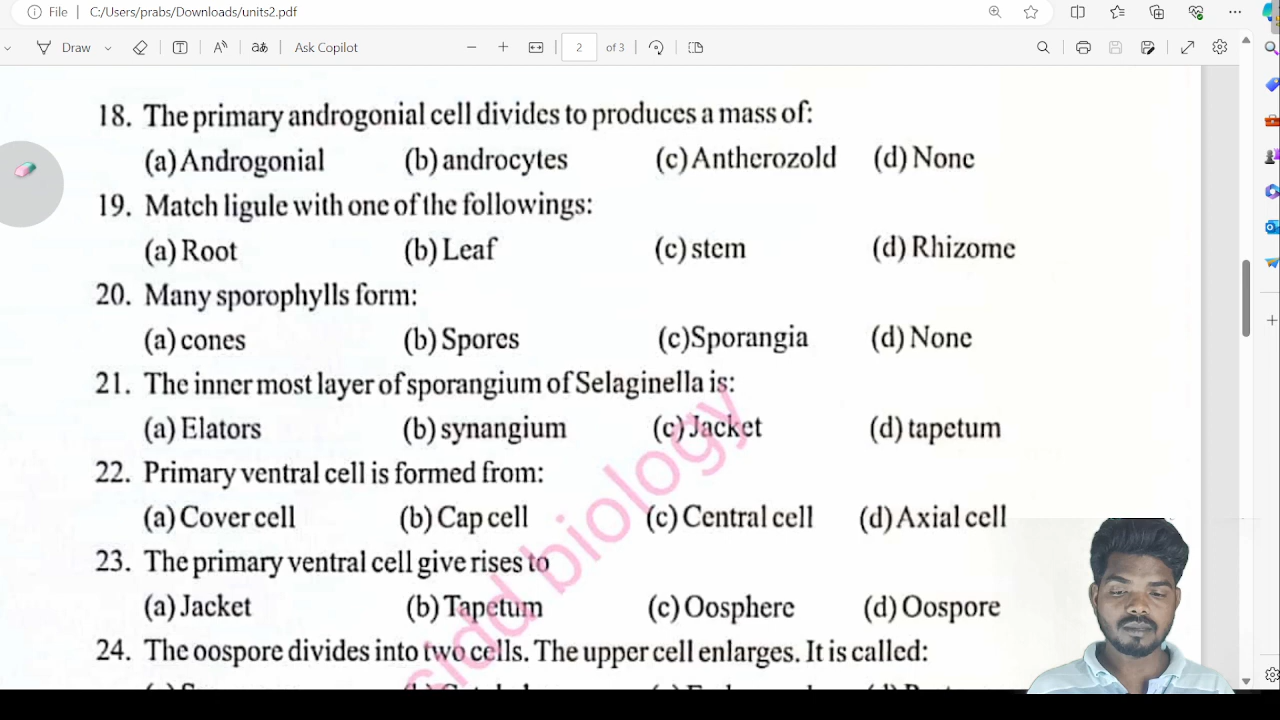 File C:/Users/prabs/Downloads/units2.pdf
Draw Ask Copilot 2 of 3
18. The primary androgonial cell divides to produces a mass of:
(a) Androgonial (b) androcytes (c) Antherozold (d) None
19. Match ligule with one of the followings:
(a) Root (b) Leaf (c) stem (d) Rhizome
20. Many sporophylls form:
(a) cones (b) Spores (c)Sporangia (d) None
21. The inner most layer of sporangium of Selaginella is:
(a) Elators (b) synangium (c) Jacket (d) tapetum
22. Primary ventral cell is formed from:
(a) Cover cell (b) Cap cell (c) Central cell (d) Axial cell
23. The primary ventral cell give rises to
(a) Jacket (b) Tapetum (c) Oosphere (d) Oospore
24. The oospore divides into two cells. The upper cell enlarges. It is called:
sidd biology